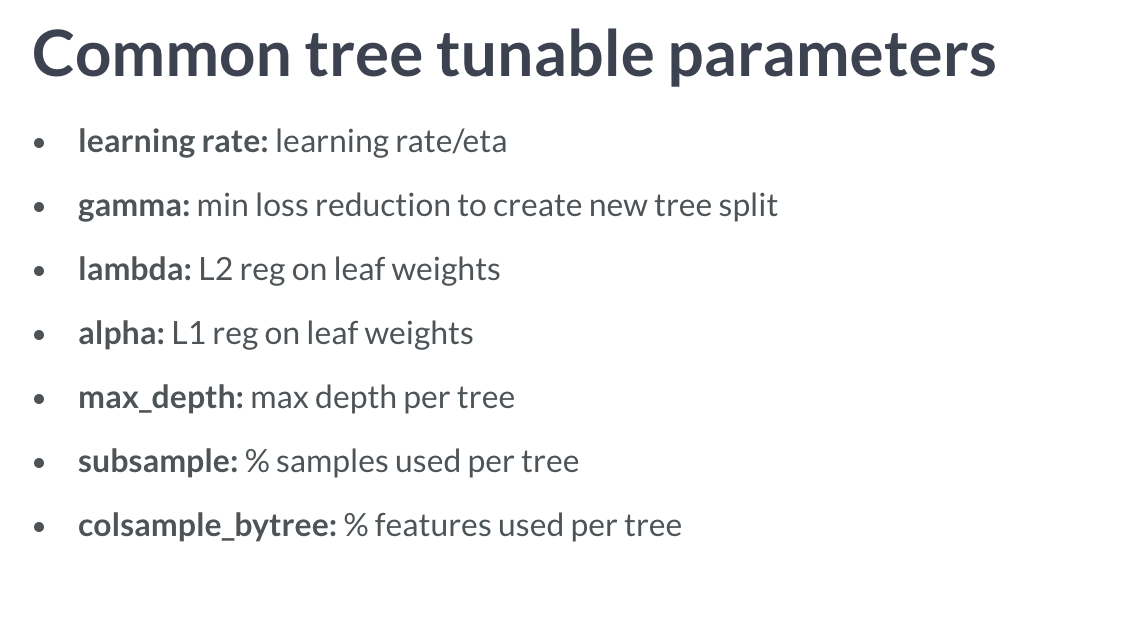 Common tree tunable parameters
• learning rate: learning rate/eta
• gamma: min loss reduction to create new tree split
• lambda: L2 reg on leaf weights
• alpha: L1 reg on leaf weights
• max_depth: max depth per tree
• subsample: % samples used per tree
• colsample_bytree: % features used per tree